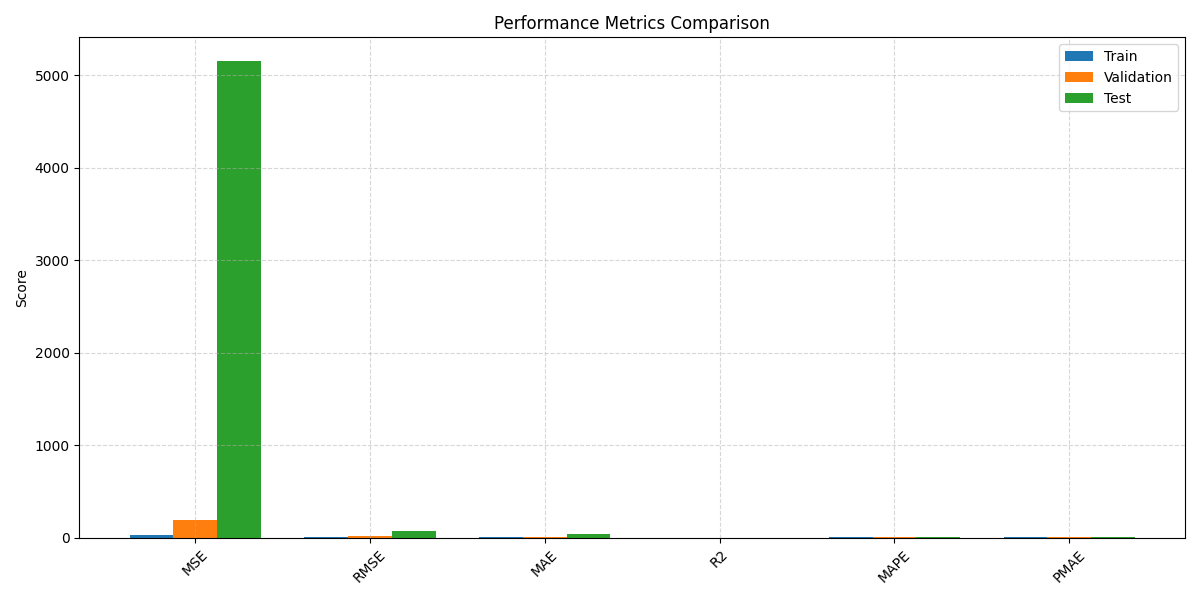 Performance Metrics Comparison
Train
Validation
Test
5000
4000
3000
2000
1000
0
Score
MSE
RMSE
MAE
R2
MAPE
PMAE